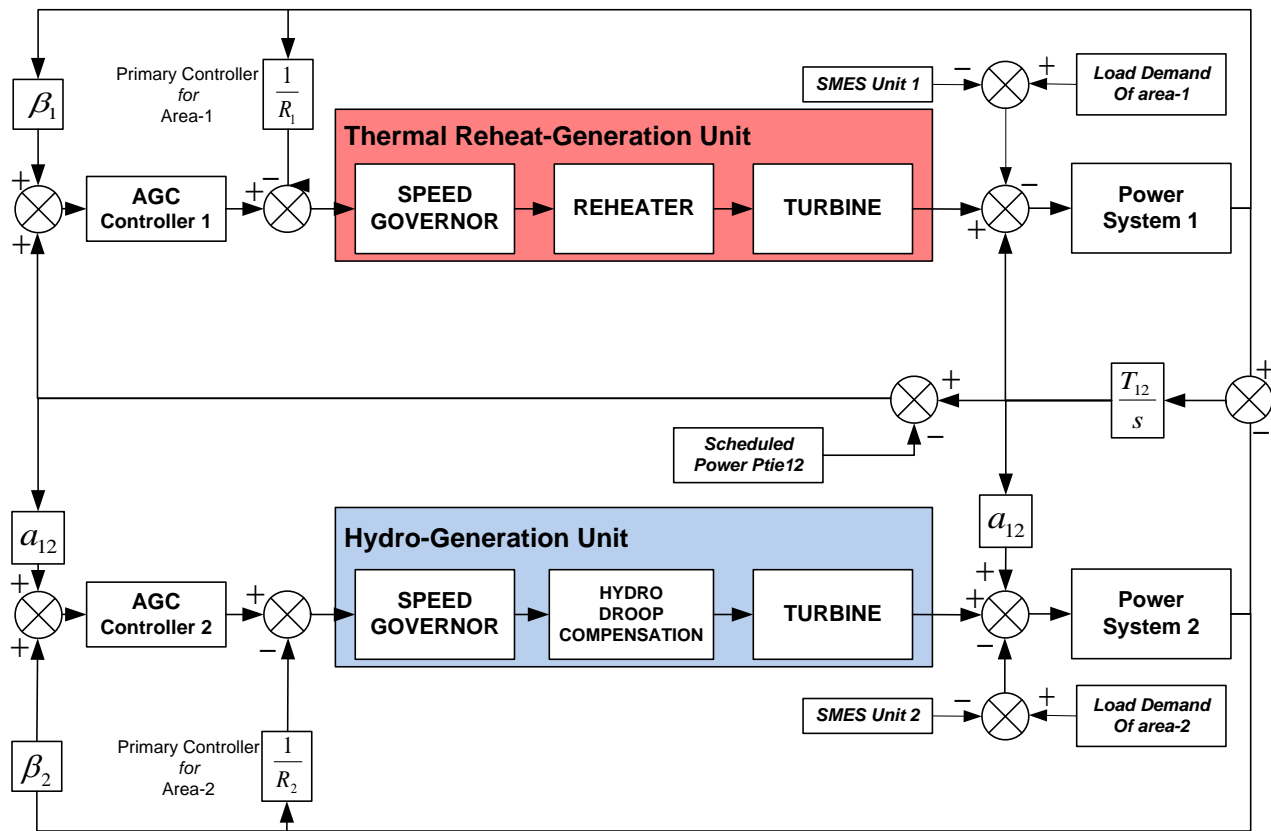 Primary Controller
for
Area-1
β₁
1
R₁
SMES Unit 1
−
+
Load Demand
Of area-1
Thermal Reheat-Generation Unit
+
+
AGC
Controller 1
+
−
SPEED
GOVERNOR
REHEATER
TURBINE
+
−
−
Power
System 1
+
−
Scheduled
Power Ptie12
T₁₂
s
+
−
a₁₂
a₁₂
Hydro-Generation Unit
+
+
AGC
Controller 2
+
−
SPEED
GOVERNOR
HYDRO
DROOP
COMPENSATION
TURBINE
+
+
−
Power
System 2
SMES Unit 2
−
+
Load Demand
Of area-2
β₂
Primary Controller
for
Area-2
1
R₂